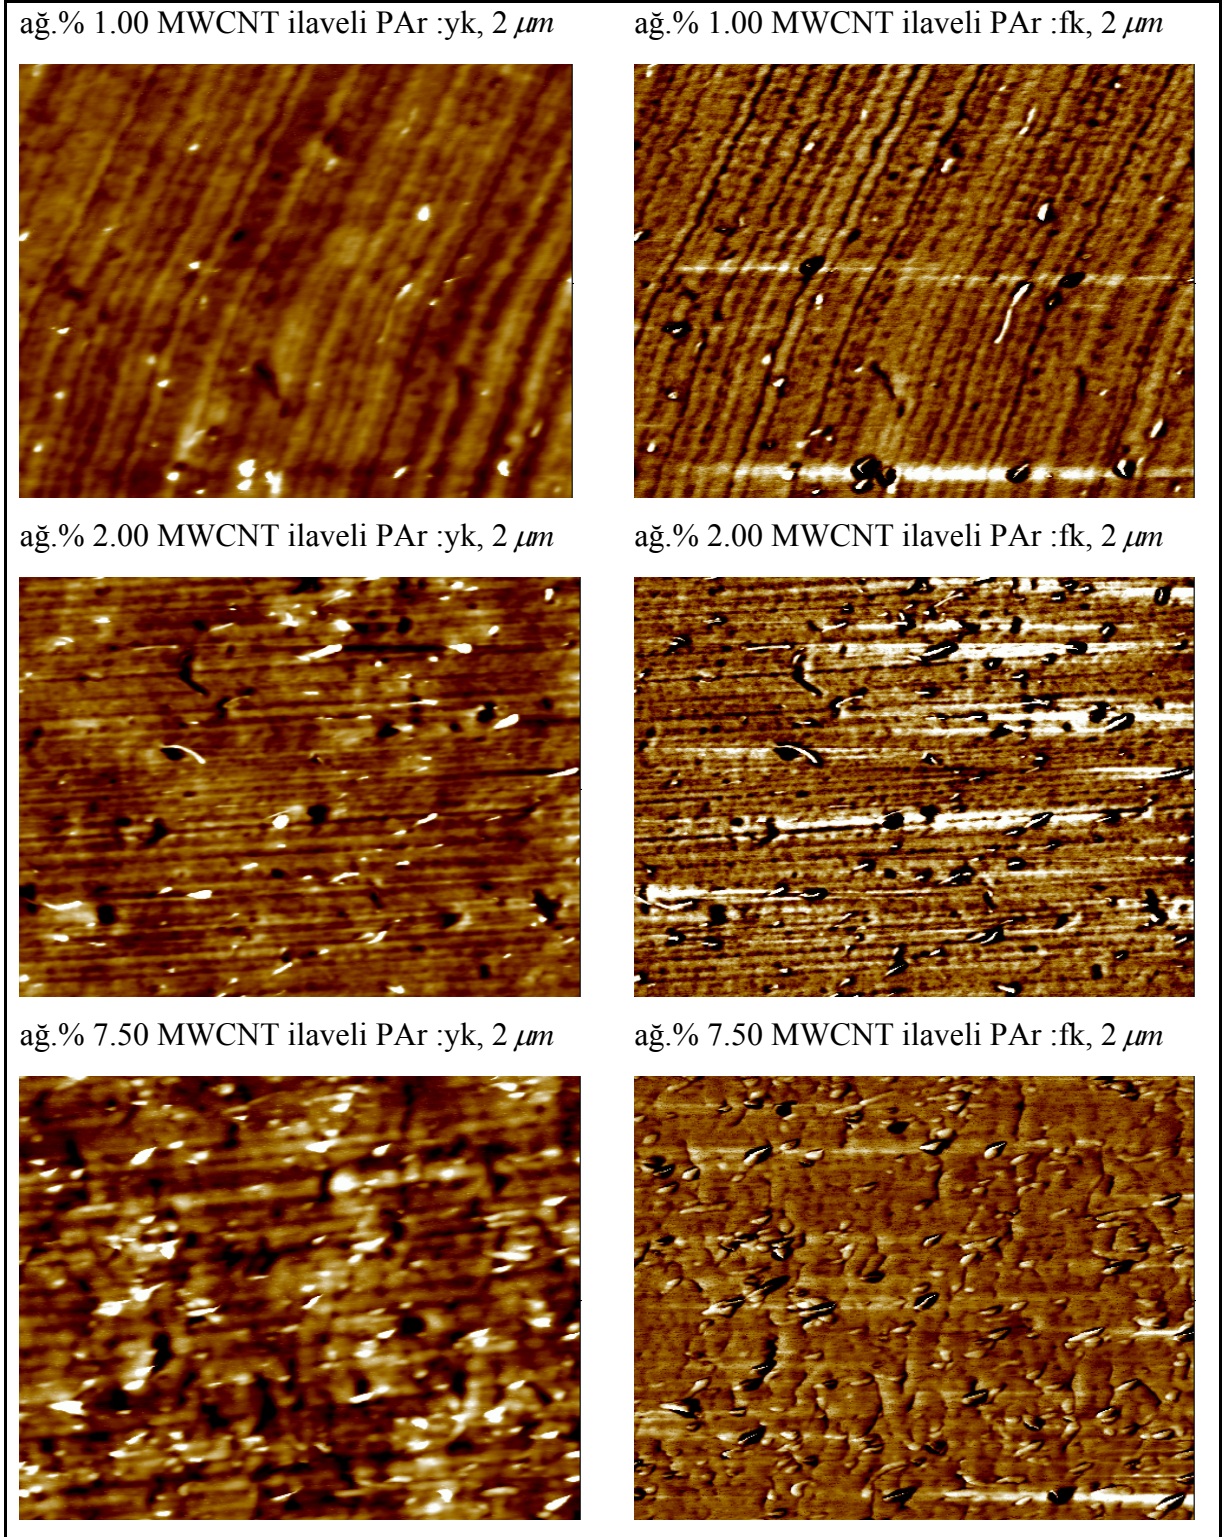 ağ.% 1.00 MWCNT ilaveli PAr :yk, 2 μm
ağ.% 1.00 MWCNT ilaveli PAr :fk, 2 μm
ağ.% 2.00 MWCNT ilaveli PAr :yk, 2 μm
ağ.% 2.00 MWCNT ilaveli PAr :fk, 2 μm
ağ.% 7.50 MWCNT ilaveli PAr :yk, 2 μm
ağ.% 7.50 MWCNT ilaveli PAr :fk, 2 μm